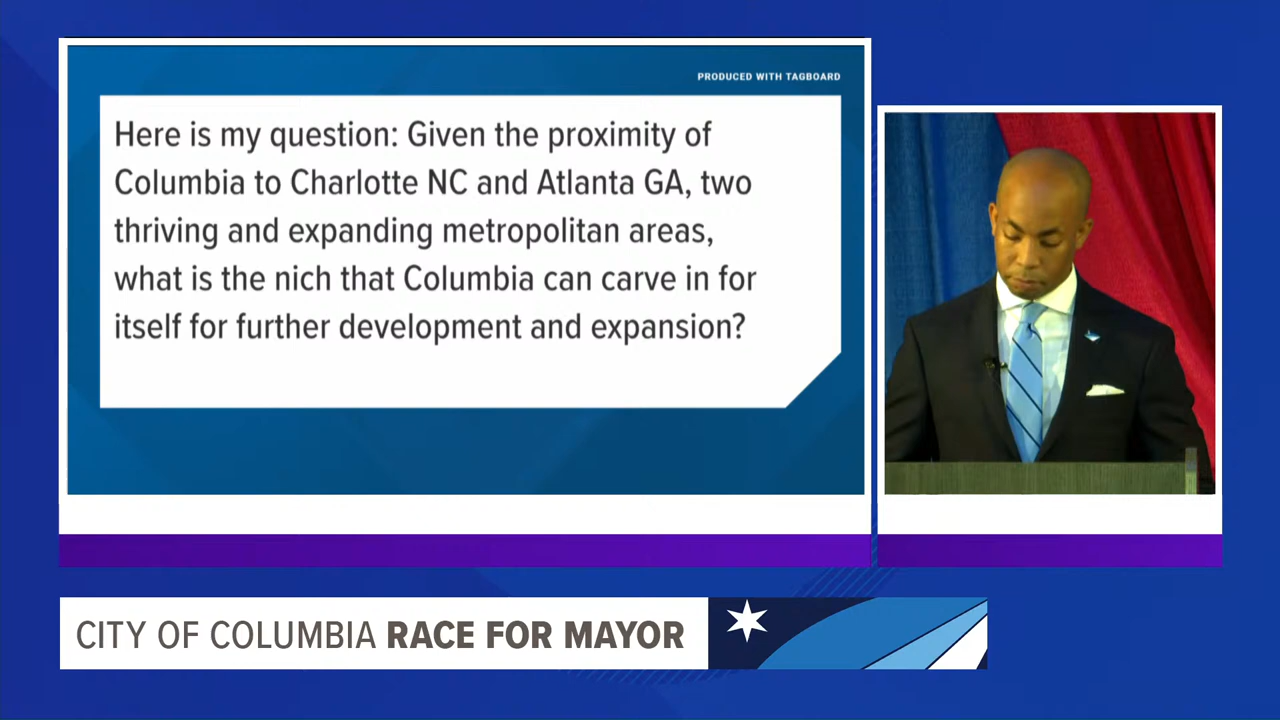 PRODUCED WITH TAGBOARD
Here is my question: Given the proximity of
Columbia to Charlotte NC and Atlanta GA, two
thriving and expanding metropolitan areas,
what is the nich that Columbia can carve in for
itself for further development and expansion?
CITY OF COLUMBIA RACE FOR MAYOR